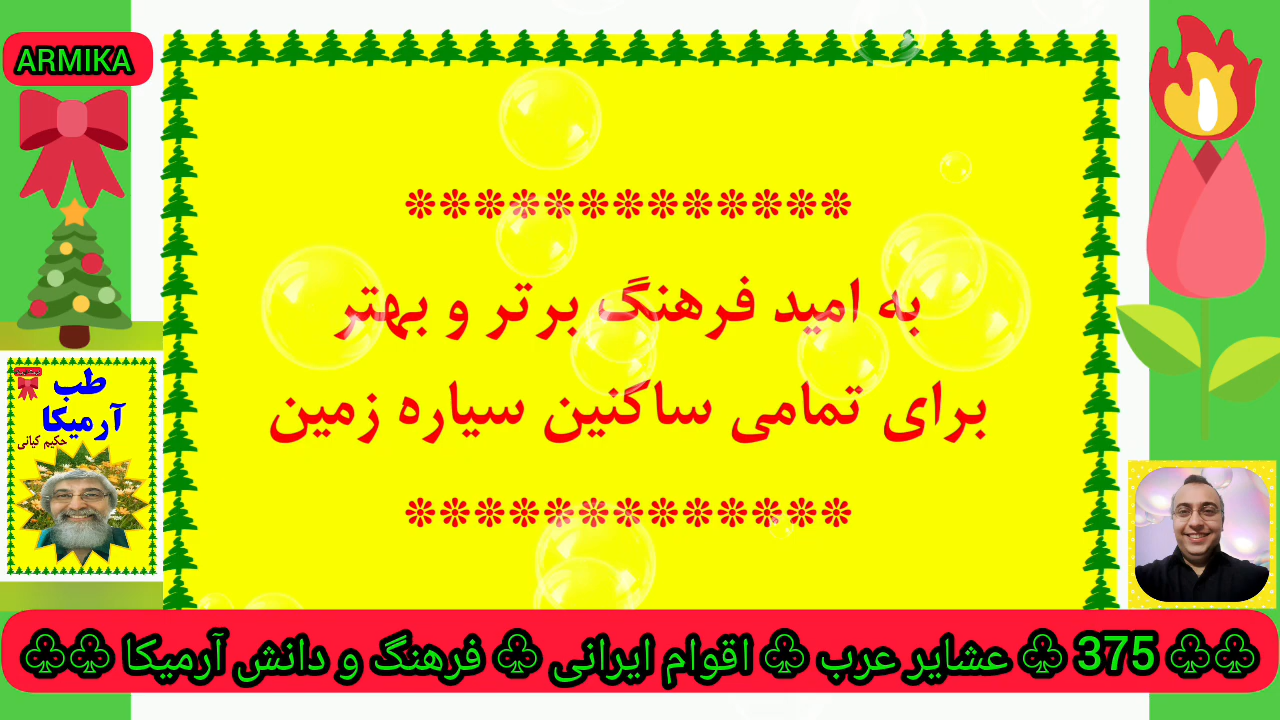 ARMIKA
❊❊❊❊❊❊❊❊❊❊❊❊❊
به امید فرهنگ برتر و بهتر
برای تمامی ساکنین سیاره زمین
❊❊❊❊❊❊❊❊❊❊❊❊❊
طب
آرمیکا
حکیم کیانی
♧♧ 375 ♧ عشایر عرب ♧ اقوام ایرانی ♧ فرهنگ و دانش آرمیکا ♧♧